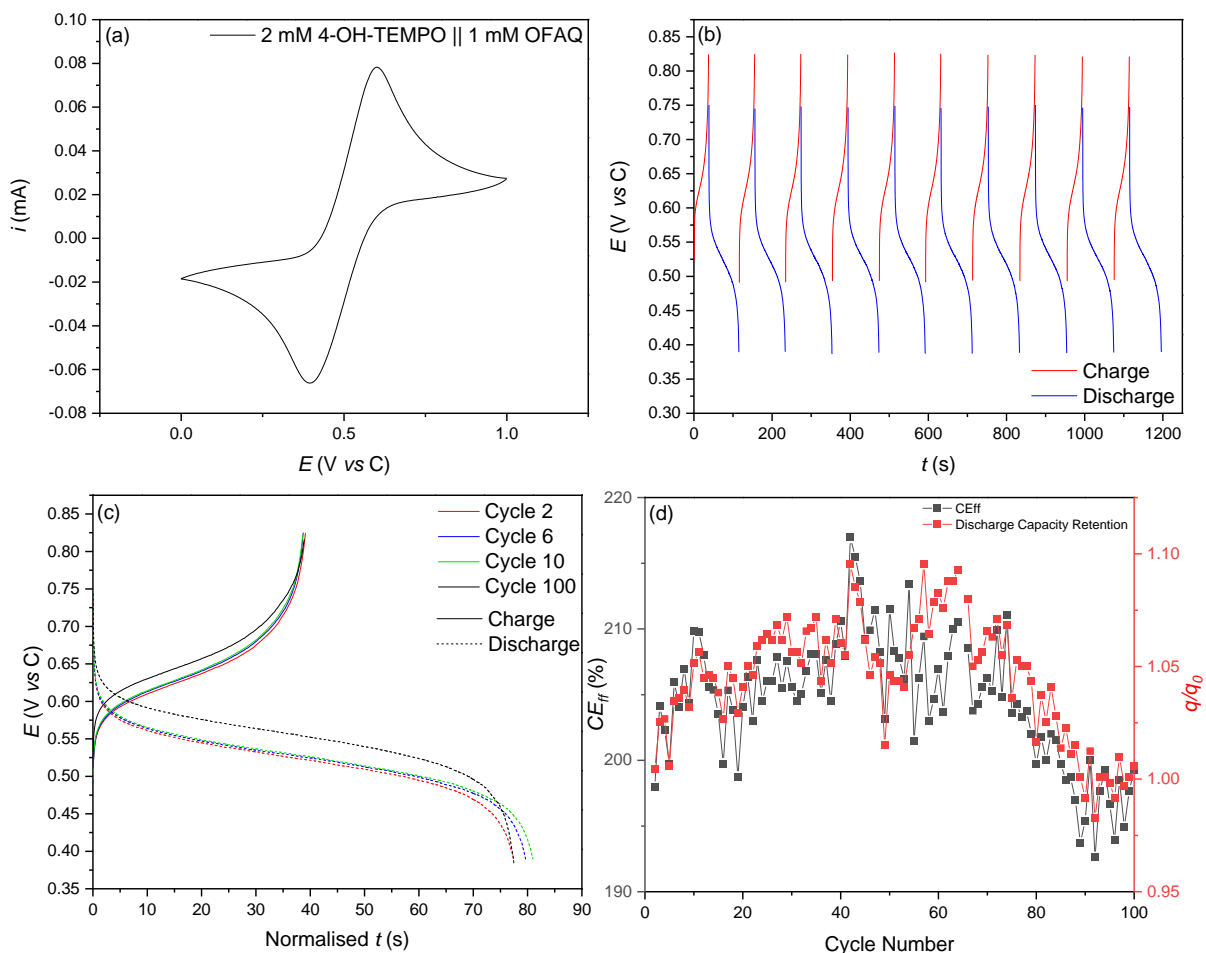 (a)
2 mM 4-OH-TEMPO || 1 mM OFAQ
0.10
0.08
0.06
0.04
0.02
0.00
-0.02
-0.04
-0.06
-0.08
i (mA)
0.0
0.5
1.0
E (V vs C)
(b)
0.85
0.80
0.75
0.70
0.65
0.60
0.55
0.50
0.45
0.40
0.35
0.30
E (V vs C)
Charge
Discharge
0
200
400
600
800
1000
1200
t (s)
(c)
0.85
0.80
0.75
0.70
0.65
0.60
0.55
0.50
0.45
0.40
0.35
E (V vs C)
Cycle 2
Cycle 6
Cycle 10
Cycle 100
Charge
Discharge
0
10
20
30
40
50
60
70
80
90
Normalised t (s)
(d)
CEff
Discharge Capacity Retention
220
210
200
190
CEeff (%)
1.10
1.05
1.00
0.95
q/q0
0
20
40
60
80
100
Cycle Number